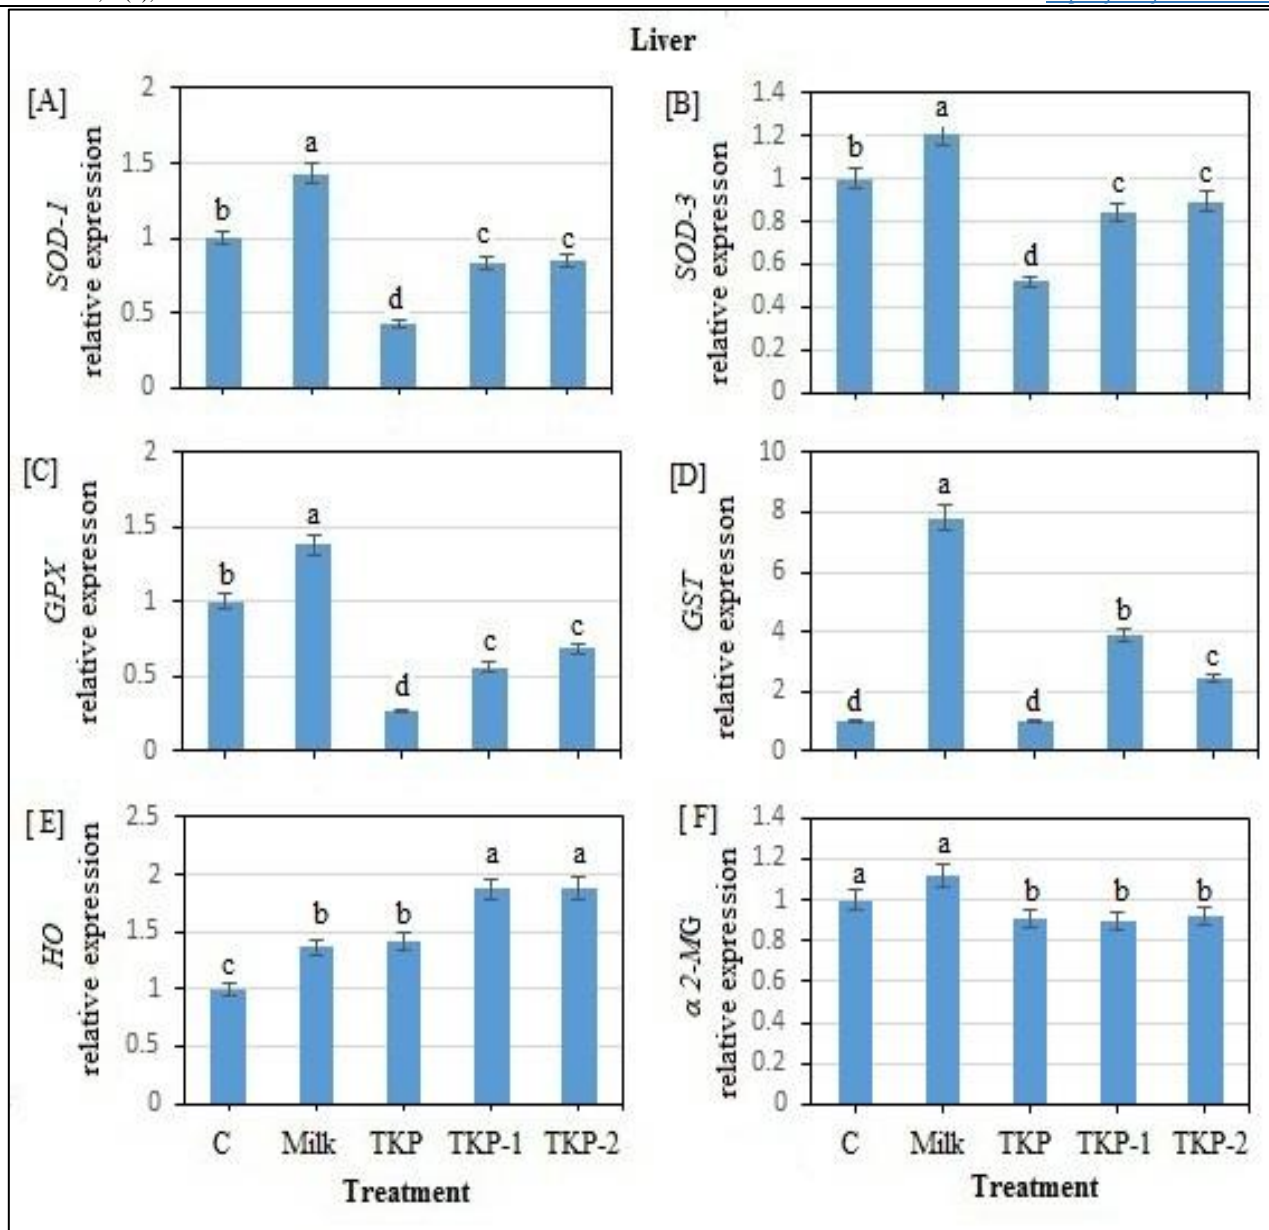 Liver
[A]
SOD-1
relative expression
2
1.5
1
0.5
0
b
a
d
c
c
[B]
SOD-3
relative expresson
1.4
1.2
1
0.8
0.6
0.4
0.2
0
b
a
d
c
c
[C]
GPX
relative expresson
2
1.5
1
0.5
0
b
a
d
c
c
[D]
GST
relative expresson
10
8
6
4
2
0
d
a
d
b
c
[E]
HO
relative expression
2.5
2
1.5
1
0.5
0
c
b
b
a
a
C Milk TKP TKP-1 TKP-2
Treatment
[F]
α 2-MG
relative expression
1.4
1.2
1
0.8
0.6
0.4
0.2
0
a
a
b
b
b
C Milk TKP TKP-1 TKP-2
Treatment